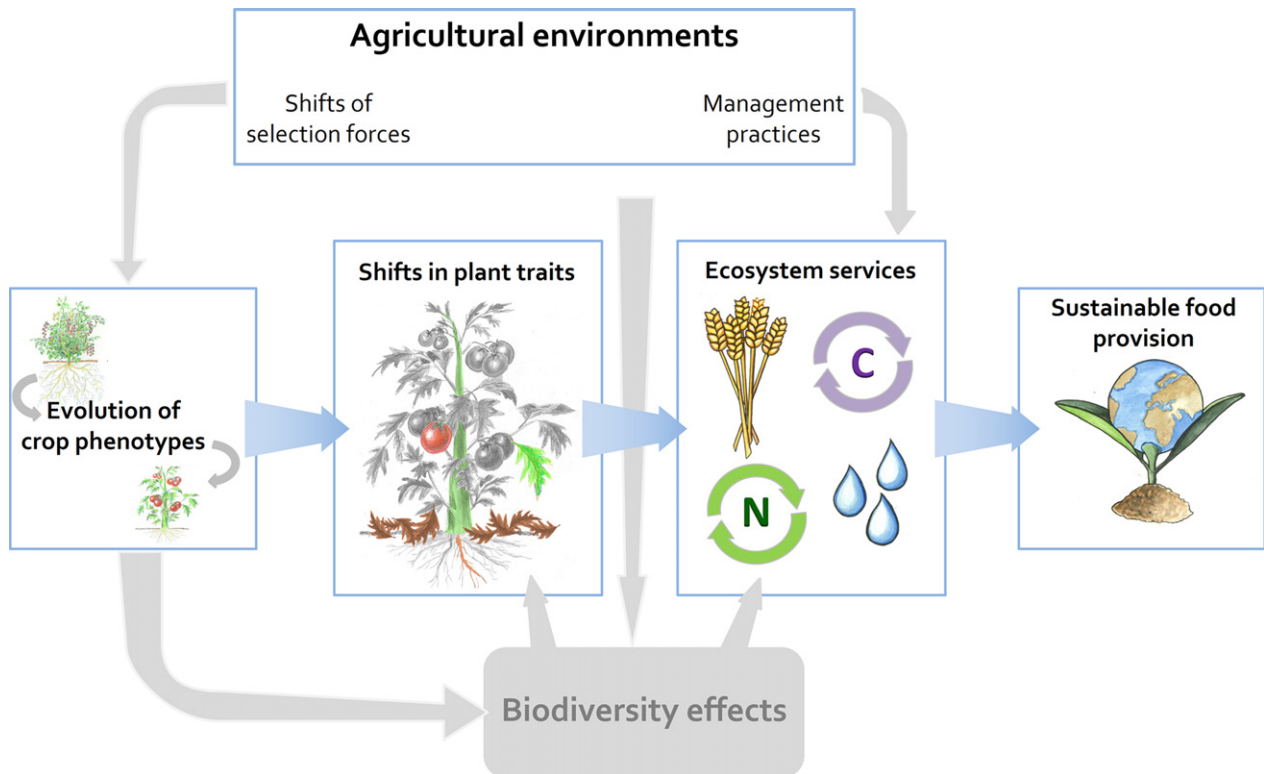 Agricultural environments
Shifts of
selection forces
Management
practices
Evolution of
crop phenotypes
Shifts in plant traits
Ecosystem services
C
N
Sustainable food
provision
Biodiversity effects